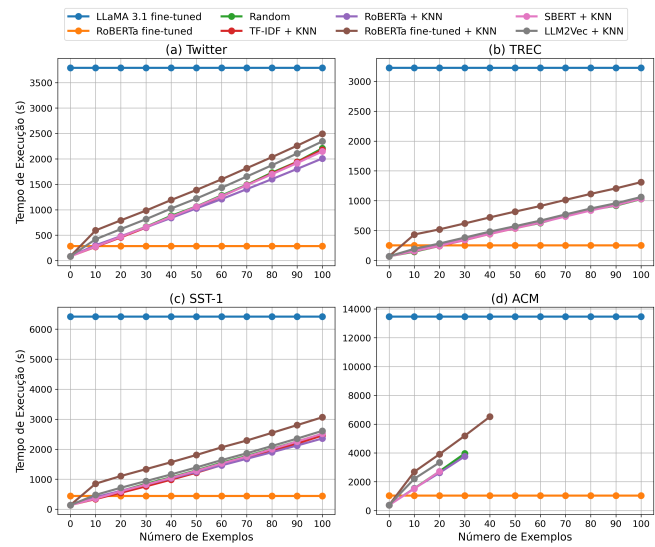 LLaMA 3.1 fine-tuned Random RoBERTa + KNN SBERT + KNN
RoBERTa fine-tuned TF-IDF + KNN RoBERTa fine-tuned + KNN LLM2Vec + KNN
(a) Twitter
Tempo de Execução (s)
3500
3000
2500
2000
1500
1000
500
0
0 10 20 30 40 50 60 70 80 90 100
(b) TREC
3000
2500
2000
1500
1000
500
0
0 10 20 30 40 50 60 70 80 90 100
(c) SST-1
Tempo de Execução (s)
6000
5000
4000
3000
2000
1000
0
0 10 20 30 40 50 60 70 80 90 100
Número de Exemplos
(d) ACM
14000
12000
10000
8000
6000
4000
2000
0
0 10 20 30 40 50 60 70 80 90 100
Número de Exemplos